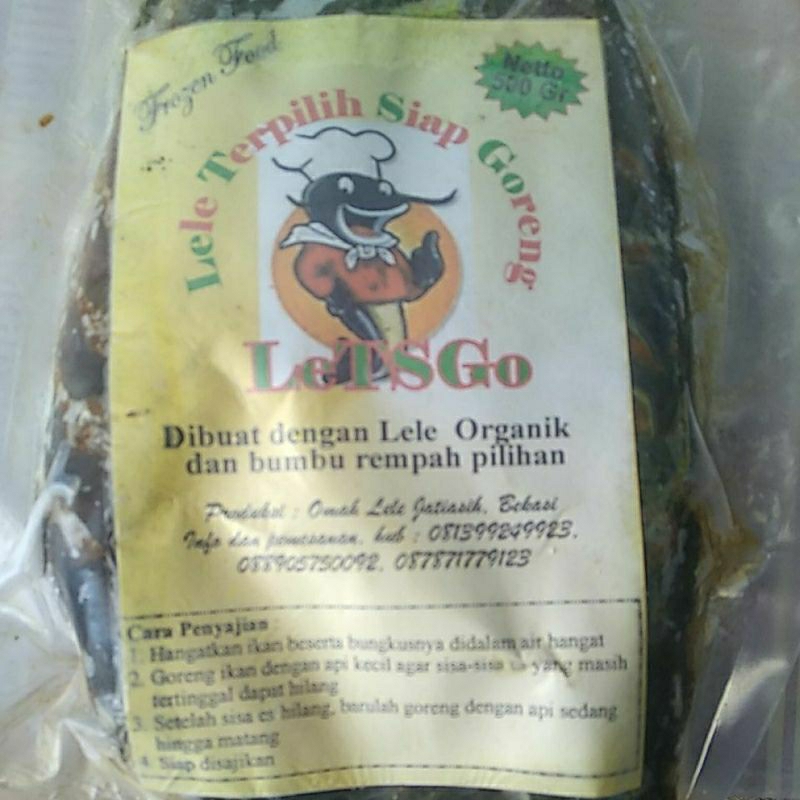 Frozen Food
Netto
500 Gr
Lele Terpilih Siap Goreng
LeTSGo
Dibuat dengan Lele Organik
dan bumbu rempah pilihan
Produksi : Omah Lele Jatiasih, Bekasi
Info dan pemesanan, hub : 081399249923,
088905750092, 087871779123
Cara Penyajian
1. Hangatkan ikan beserta bungkusnya didalam air hangat
2. Goreng ikan dengan api kecil agar sisa-sisa es yang masih
tertinggal dapat hilang
3. Setelah sisa es hilang, barulah goreng dengan api sedang
hingga matang
4. Siap disajikan